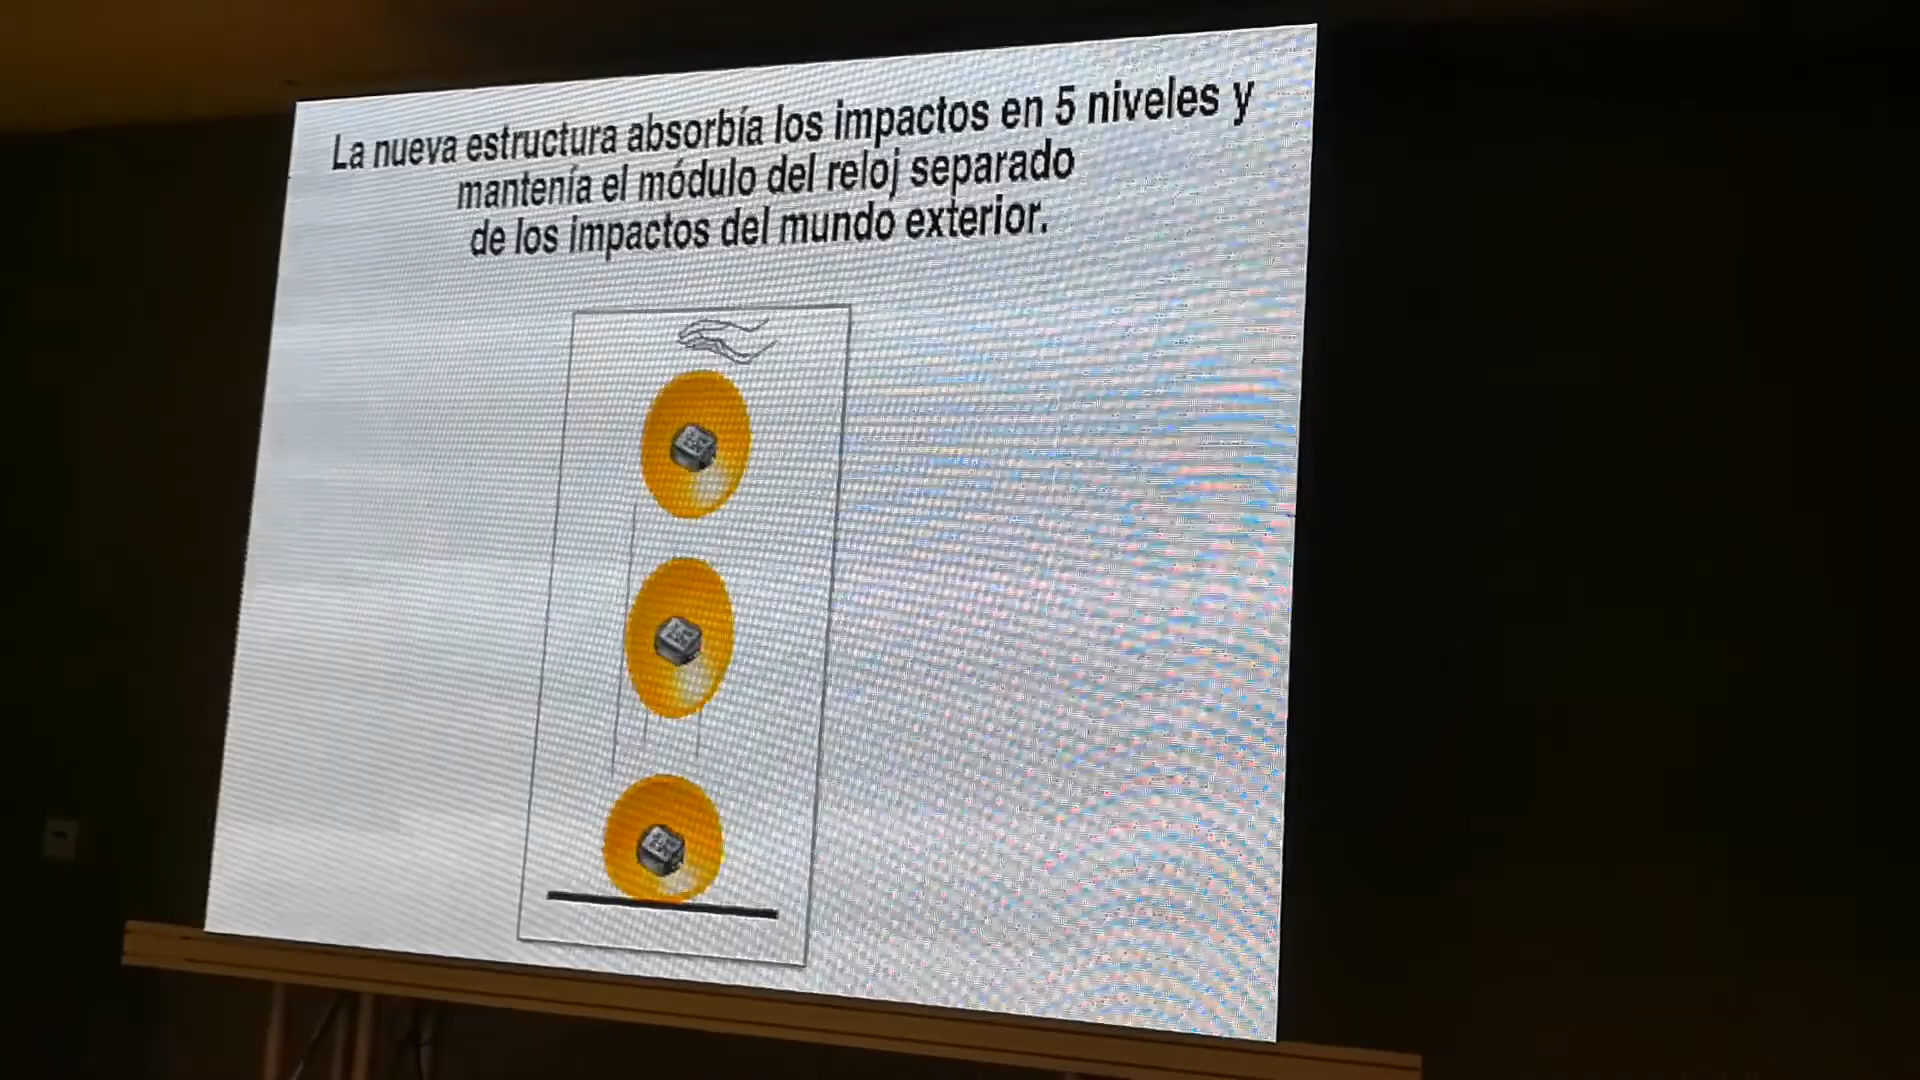 La nueva estructura absorbía los impactos en 5 niveles y
mantenía el módulo del reloj separado
de los impactos del mundo exterior.